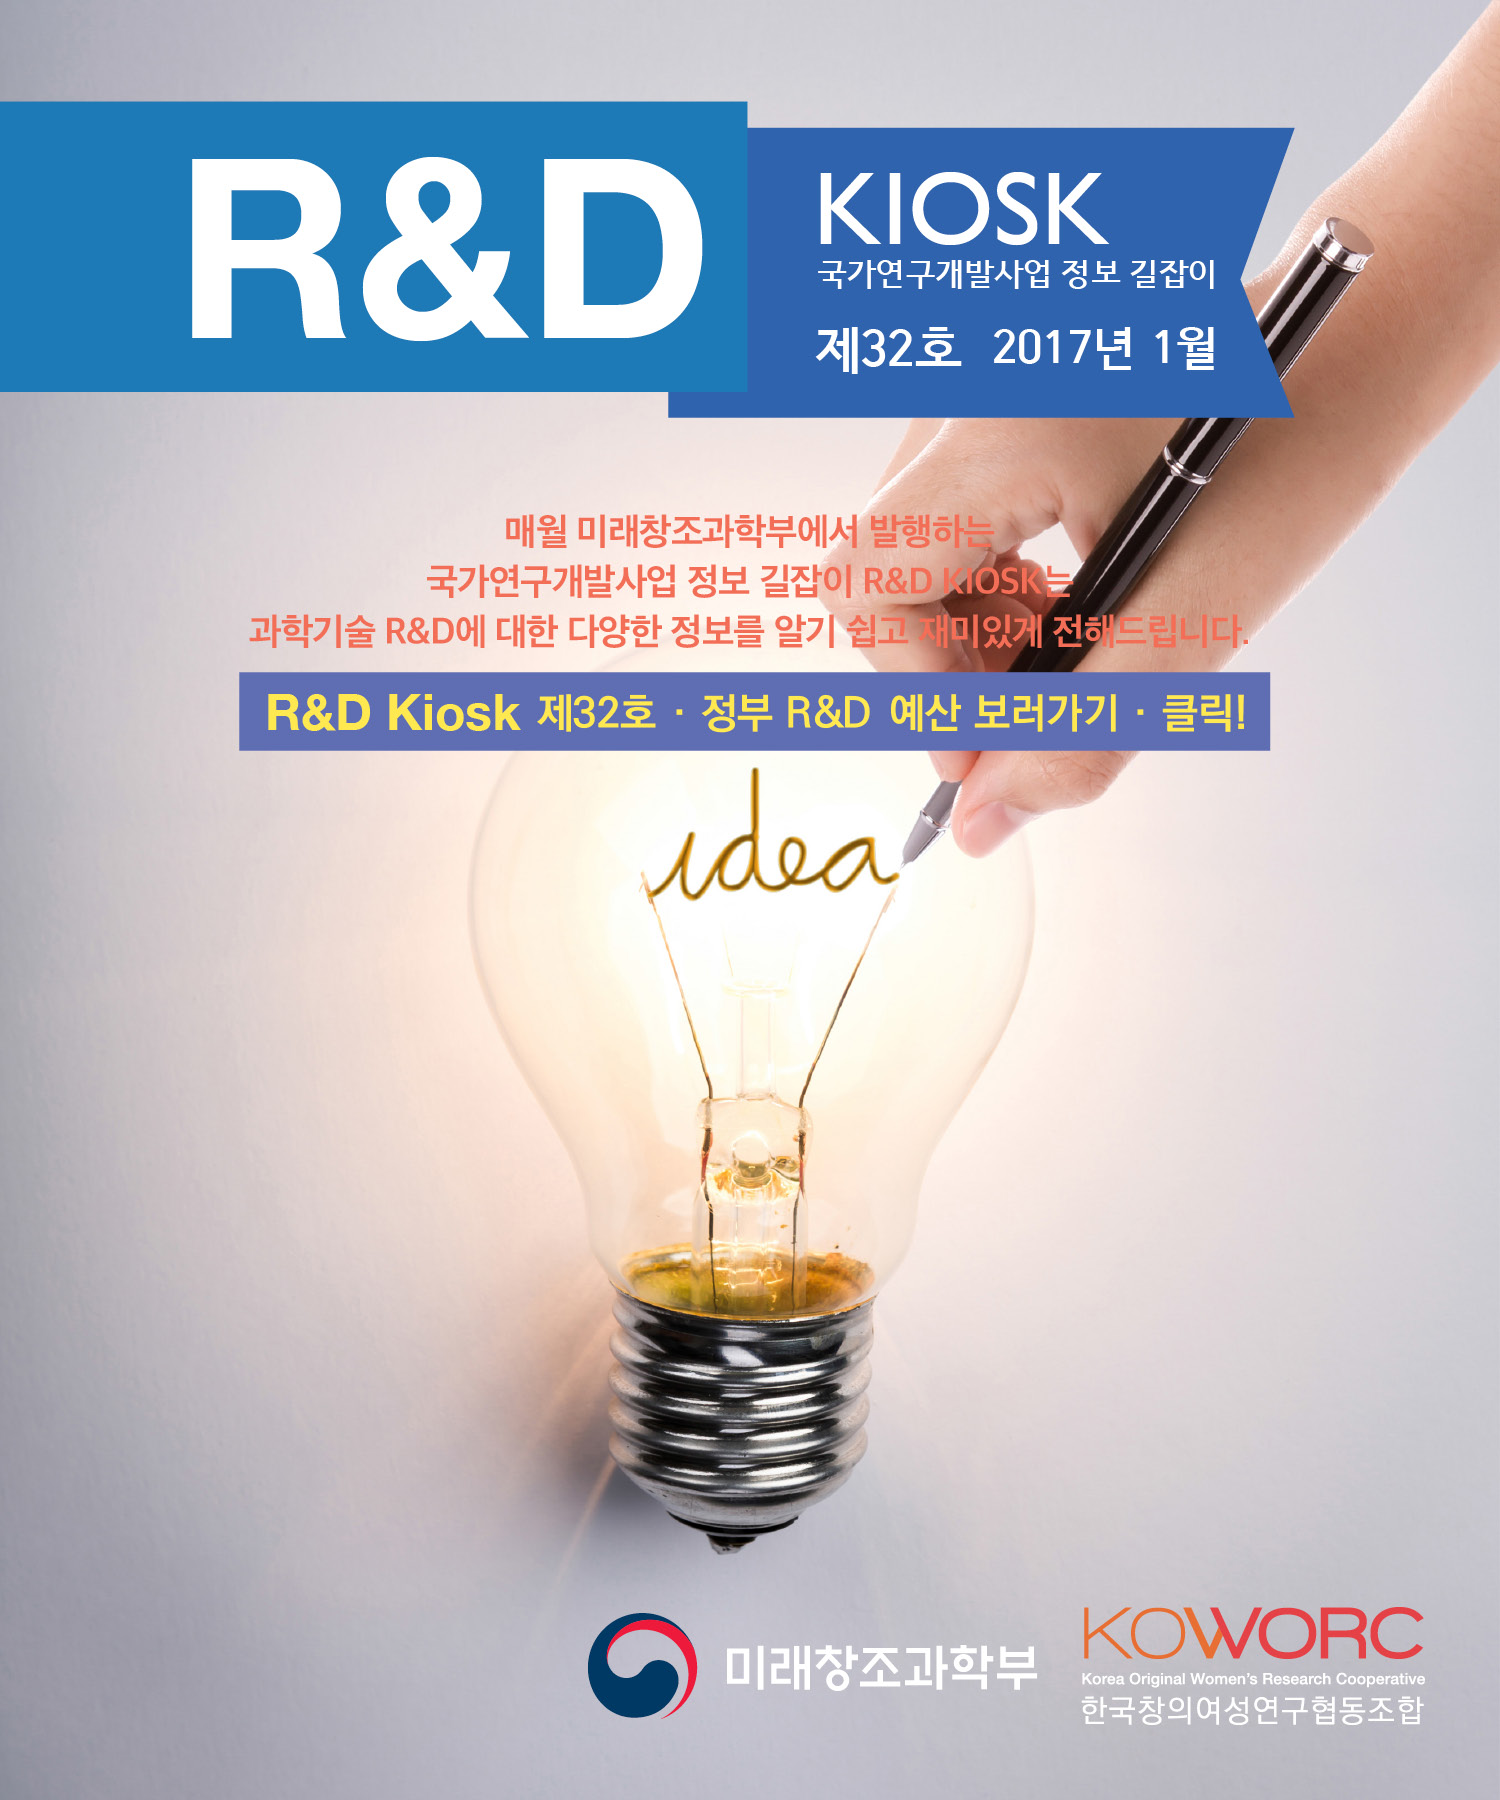 R&D
KIOSK
국가연구개발사업 정보 길잡이
제32호 2017년 1월
매월 미래창조과학부에서 발행하는
국가연구개발사업 정보 길잡이 R&D KIOSK는
과학기술 R&D에 대한 다양한 정보를 알기 쉽고 재미있게 전해드립니다.
R&D Kiosk 제32호 · 정부 R&D 예산 보러가기 · 클릭!
idea
미래창조과학부
KOWORC
Korea Original Women's Research Cooperative
한국창의여성연구협동조합